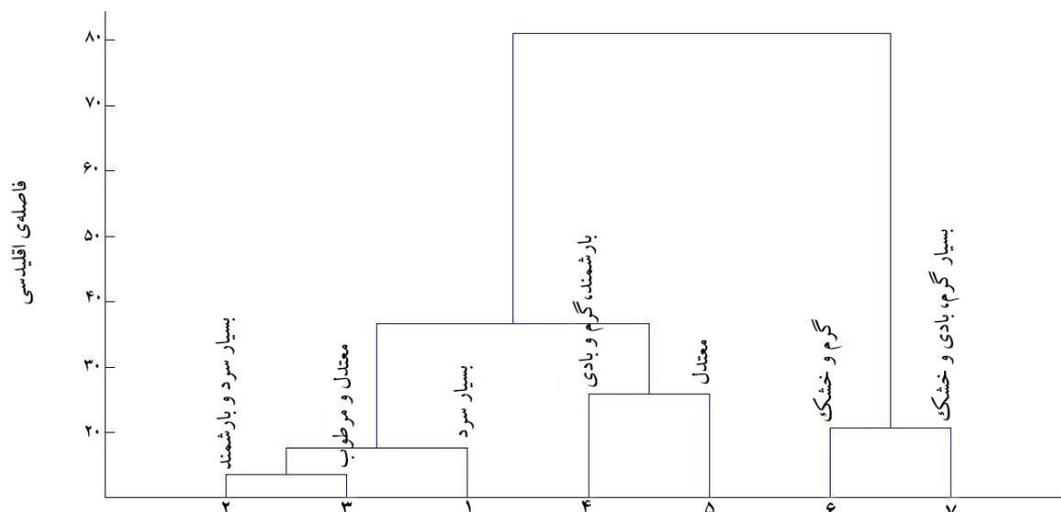 فاصله‌ی اقلیدسی
۸۰
۷۰
۶۰
۵۰
۴۰
۳۰
۲۰
بسیار سرد و بارشمند
معتدل و مرطوب
بسیار سرد
بارشمند، گرم و بادی
معتدل
گرم و خشک
بسیار گرم، بادی و خشک
۲ ۳ ۱ ۴ ۵ ۶ ۷